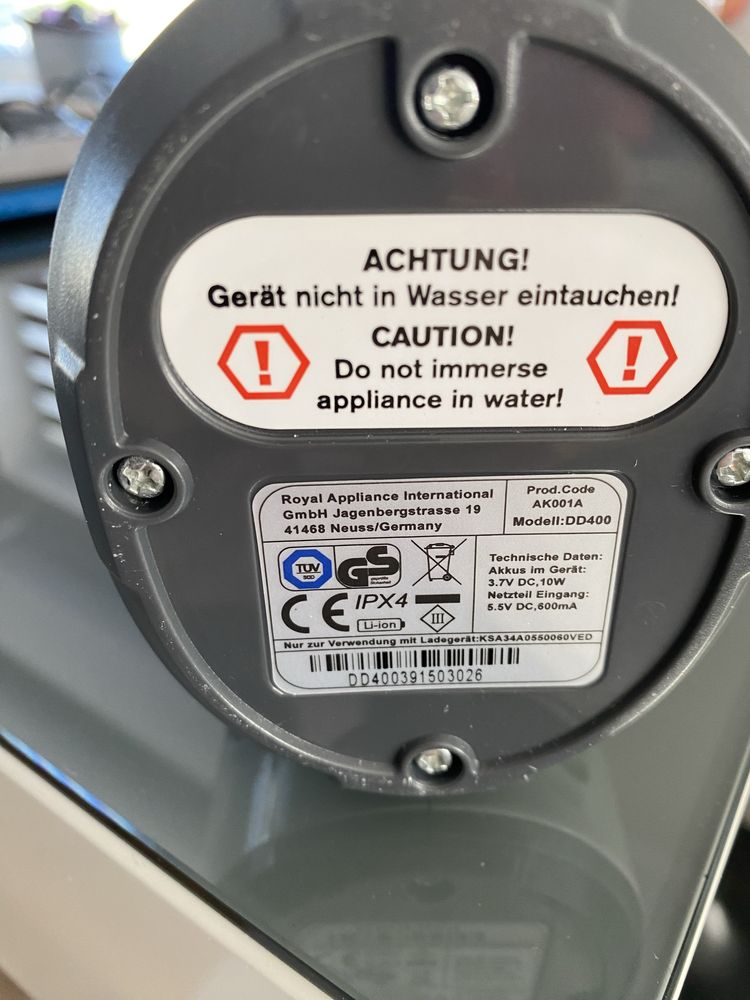 ACHTUNG!
Gerät nicht in Wasser eintauchen!
CAUTION!
Do not immerse
appliance in water!
Royal Appliance International
GmbH Jagenbergstrasse 19
41468 Neuss/Germany
Prod.Code
AK001A
Modell:DD400
TÜV
SÜD
GS
geprüfte
Sicherheit
CE IPX4
Li-ion
III
Technische Daten:
Akkus im Gerät:
3.7V DC,10W
Netzteil Eingang:
5.5V DC,600mA
Nur zur Verwendung mit Ladegerät:KSA34A0550060VED
DD400391503026